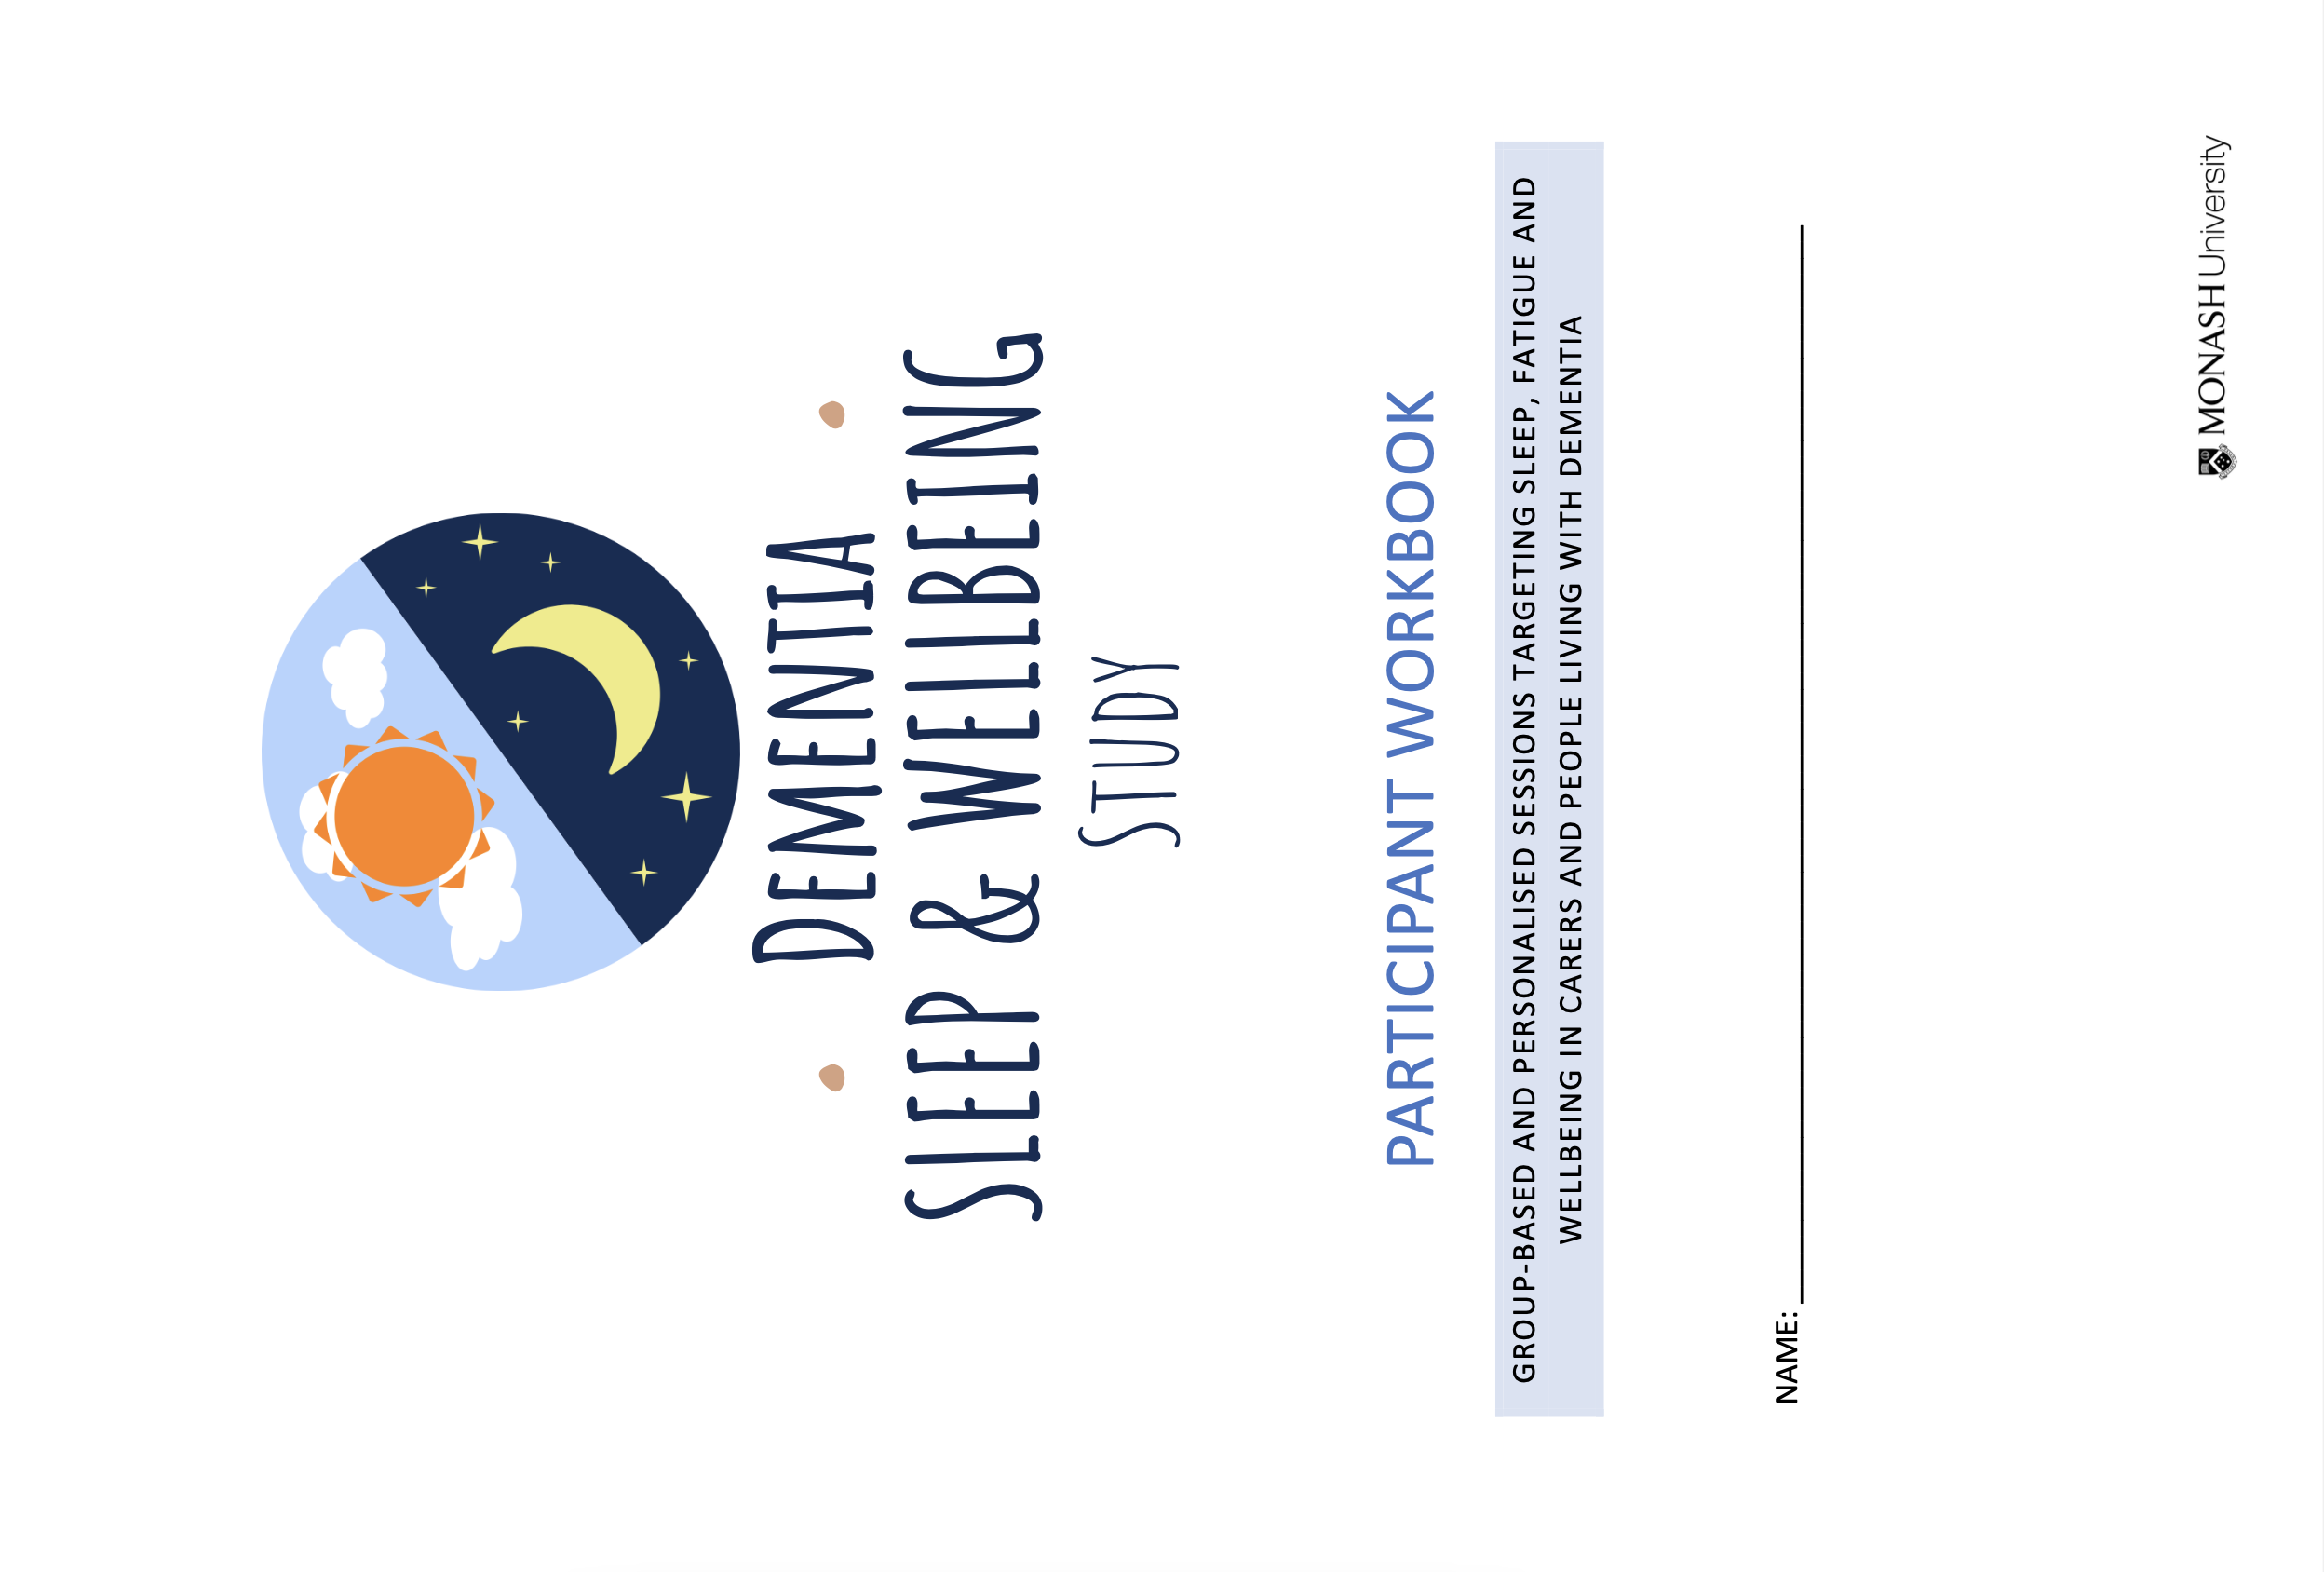 DEMENTIA
SLEEP & WELLBEING
STUDY
PARTICIPANT WORKBOOK
GROUP-BASED AND PERSONALISED SESSIONS TARGETING SLEEP, FATIGUE AND
WELLBEING IN CARERS AND PEOPLE LIVING WITH DEMENTIA
NAME:
MONASH University